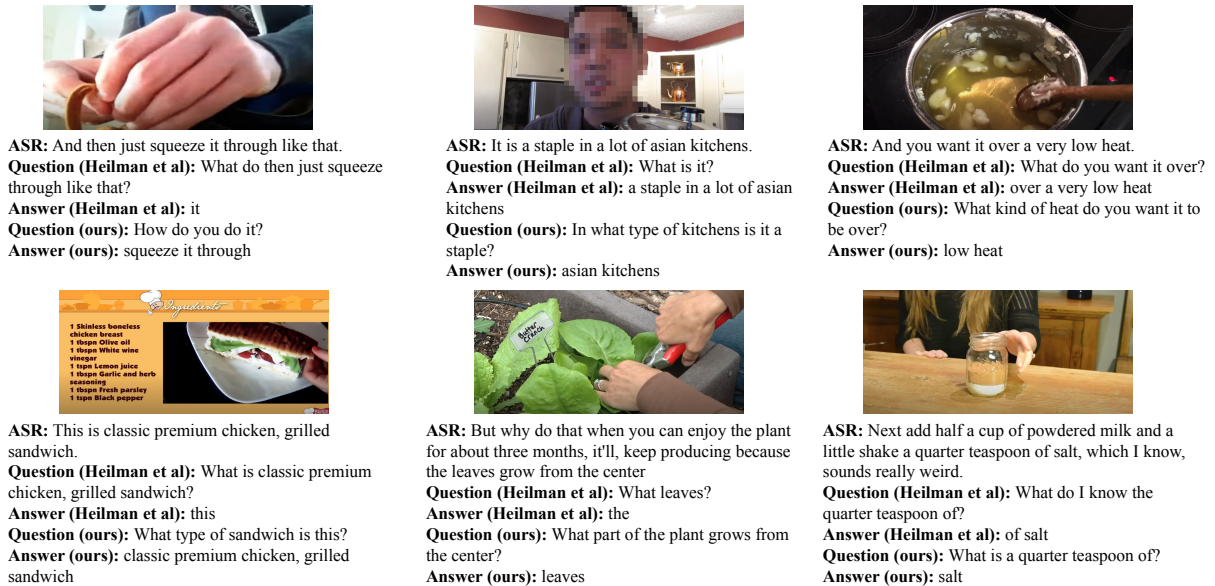 ASR: And then just squeeze it through like that.
Question (Heilman et al): What do then just squeeze
through like that?
Answer (Heilman et al): it
Question (ours): How do you do it?
Answer (ours): squeeze it through
ASR: It is a staple in a lot of asian kitchens.
Question (Heilman et al): What is it?
Answer (Heilman et al): a staple in a lot of asian
kitchens
Question (ours): In what type of kitchens is it a
staple?
Answer (ours): asian kitchens
ASR: And you want it over a very low heat.
Question (Heilman et al): What do you want it over?
Answer (Heilman et al): over a very low heat
Question (ours): What kind of heat do you want it to
be over?
Answer (ours): low heat
Ingredients
1 Skinless boneless
chicken breast
1 tbspn Olive oil
1 tbspn White wine
vinegar
1 tspn Lemon juice
1 tbspn Garlic and herb
seasoning
1 tbspn Fresh parsley
1 tspn Black pepper
ASR: This is classic premium chicken, grilled
sandwich.
Question (Heilman et al): What is classic premium
chicken, grilled sandwich?
Answer (Heilman et al): this
Question (ours): What type of sandwich is this?
Answer (ours): classic premium chicken, grilled
sandwich
Butter
Crunch
ASR: But why do that when you can enjoy the plant
for about three months, it'll, keep producing because
the leaves grow from the center
Question (Heilman et al): What leaves?
Answer (Heilman et al): the
Question (ours): What part of the plant grows from
the center?
Answer (ours): leaves
ASR: Next add half a cup of powdered milk and a
little shake a quarter teaspoon of salt, which I know,
sounds really weird.
Question (Heilman et al): What do I know the
quarter teaspoon of?
Answer (Heilman et al): of salt
Question (ours): What is a quarter teaspoon of?
Answer (ours): salt